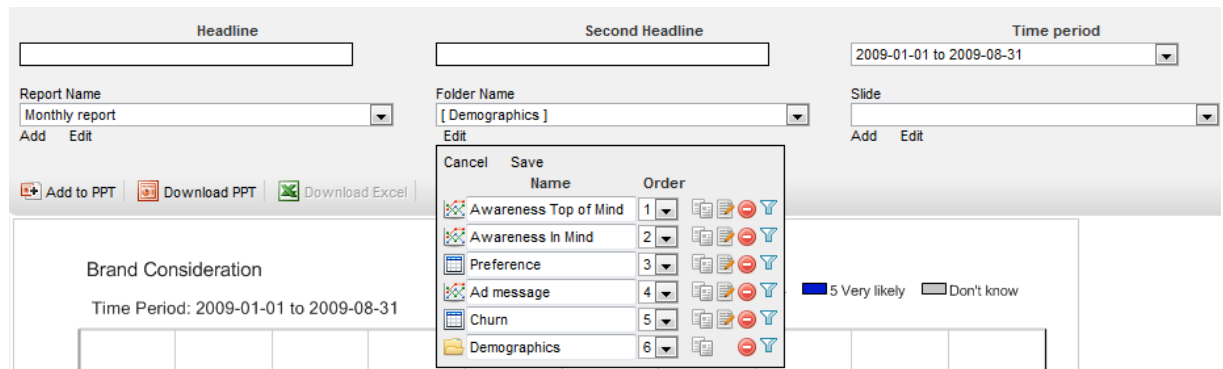 Headline Second Headline Time period
2009-01-01 to 2009-08-31
Report Name Folder Name Slide
Monthly report [ Demographics ]
Add Edit Edit Add Edit
Cancel Save
Name Order
Add to PPT Download PPT Download Excel
Awareness Top of Mind 1
Awareness In Mind 2
Preference 3
Ad message 4
Churn 5
Demographics 6
Brand Consideration
5 Very likely Don't know
Time Period: 2009-01-01 to 2009-08-31